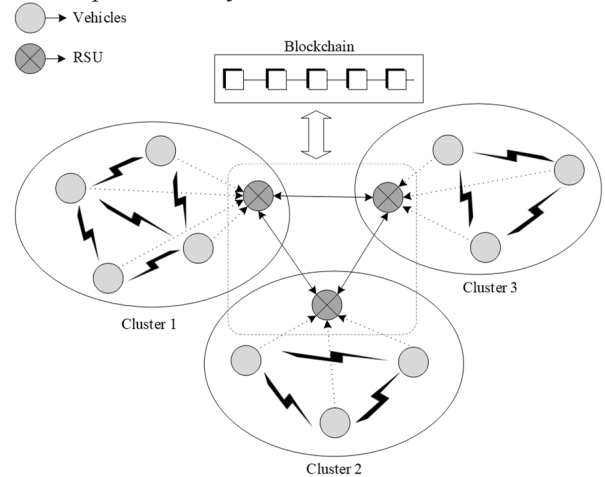 Vehicles
RSU
Blockchain
Cluster 1
Cluster 3
Cluster 2